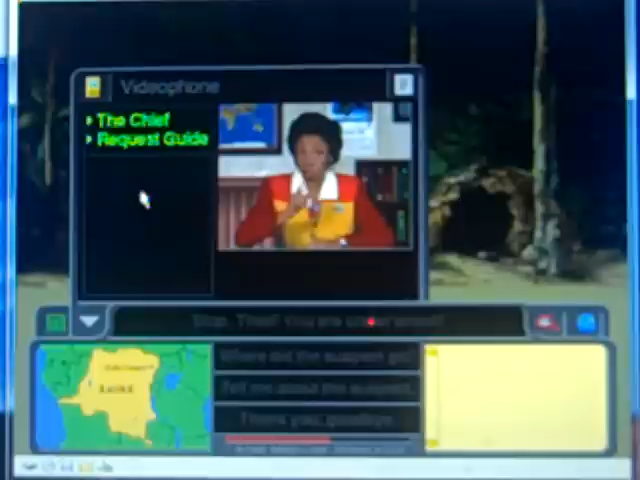 Videophone
The Chief
Request Guide
Stop, Thief! You are under arrest!
Where did the suspect go?
Tell me about the suspect.
Thank you, goodbye.
ZAIRE